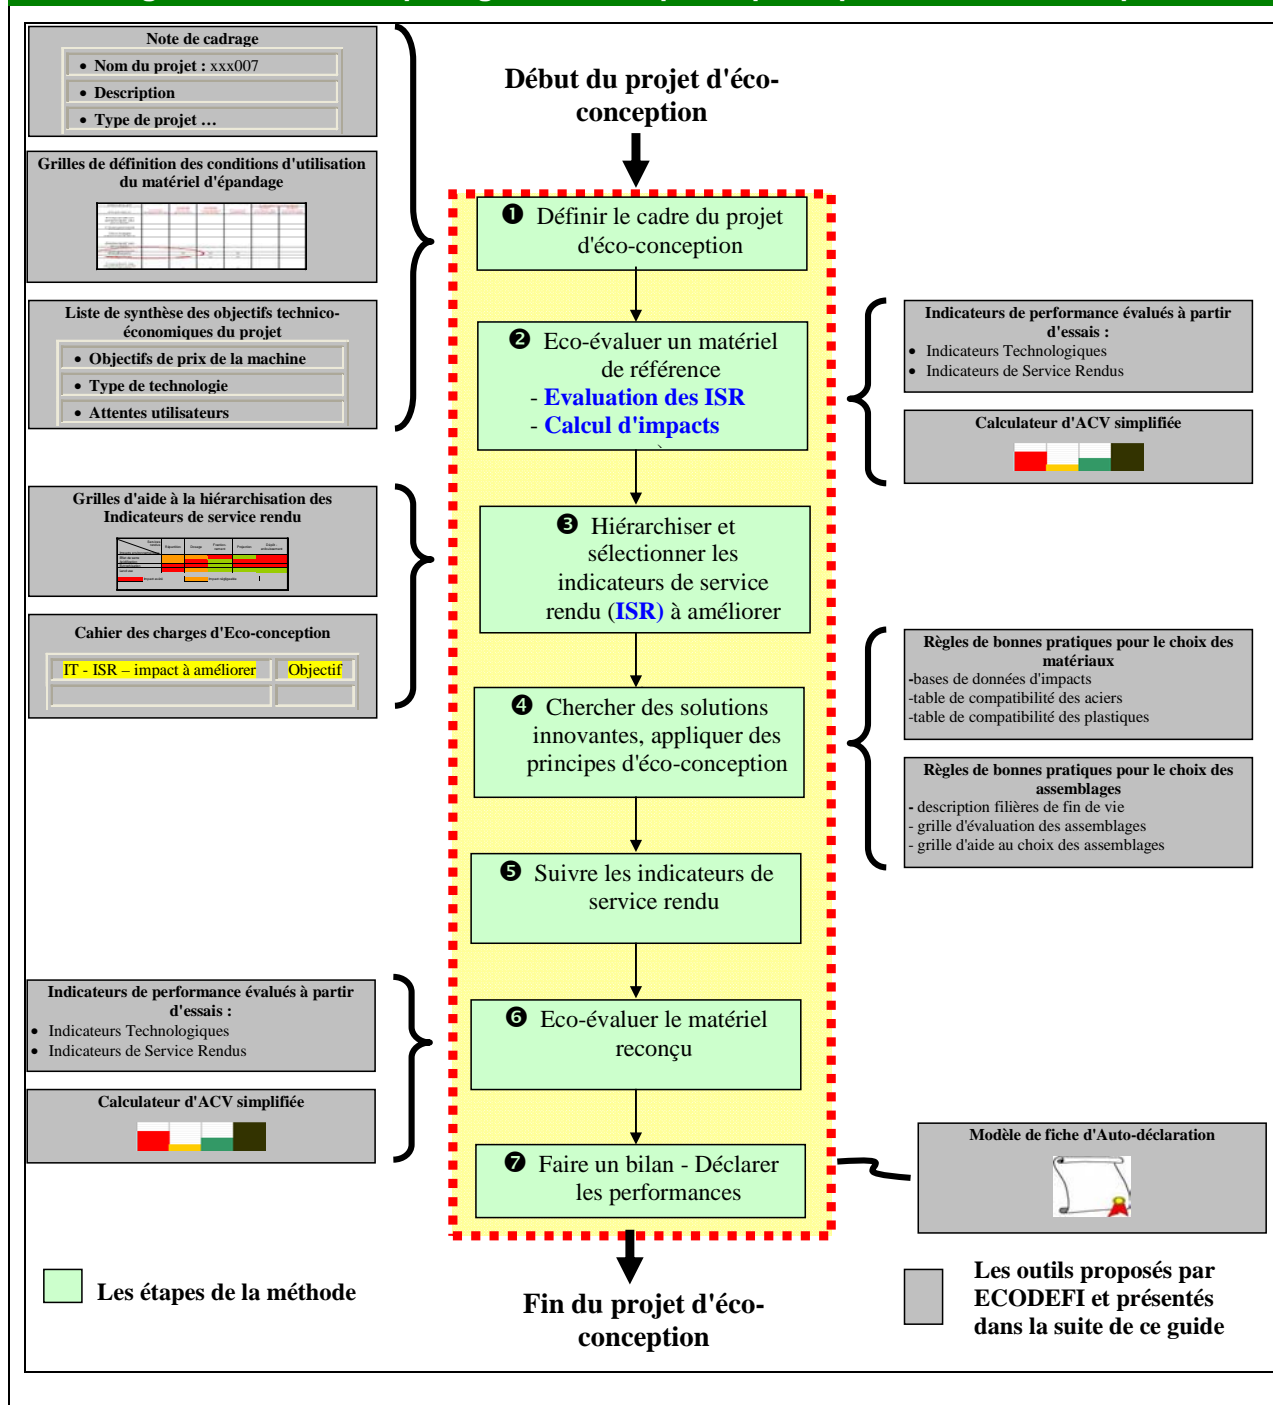 Note de cadrage
• Nom du projet : xxx007
• Description
• Type de projet …
Grilles de définition des conditions d'utilisation
du matériel d'épandage
Liste de synthèse des objectifs technico-
économiques du projet
• Objectifs de prix de la machine
• Type de technologie
• Attentes utilisateurs
Grilles d'aide à la hiérarchisation des
Indicateurs de service rendu
Cahier des charges d'Eco-conception
IT - ISR – impact à améliorer
Objectif
Indicateurs de performance évalués à partir
d'essais :
• Indicateurs Technologiques
• Indicateurs de Service Rendus
Calculateur d'ACV simplifiée
Début du projet d'éco-
conception
❶ Définir le cadre du projet
d'éco-conception
❷ Eco-évaluer un matériel
de référence
- Evaluation des ISR
- Calcul d'impacts
❸ Hiérarchiser et
sélectionner les
indicateurs de service
rendu (ISR) à améliorer
❹ Chercher des solutions
innovantes, appliquer des
principes d'éco-conception
❺ Suivre les indicateurs de
service rendu
❻ Eco-évaluer le matériel
reconçu
❼ Faire un bilan - Déclarer
les performances
Fin du projet d'éco-
conception
Indicateurs de performance évalués à partir
d'essais :
• Indicateurs Technologiques
• Indicateurs de Service Rendus
Calculateur d'ACV simplifiée
Règles de bonnes pratiques pour le choix des
matériaux
-bases de données d'impacts
-table de compatibilité des aciers
-table de compatibilité des plastiques
Règles de bonnes pratiques pour le choix des
assemblages
- description filières de fin de vie
- grille d'évaluation des assemblages
- grille d'aide au choix des assemblages
Modèle de fiche d'Auto-déclaration
Les étapes de la méthode
Les outils proposés par
ECODEFI et présentés
dans la suite de ce guide